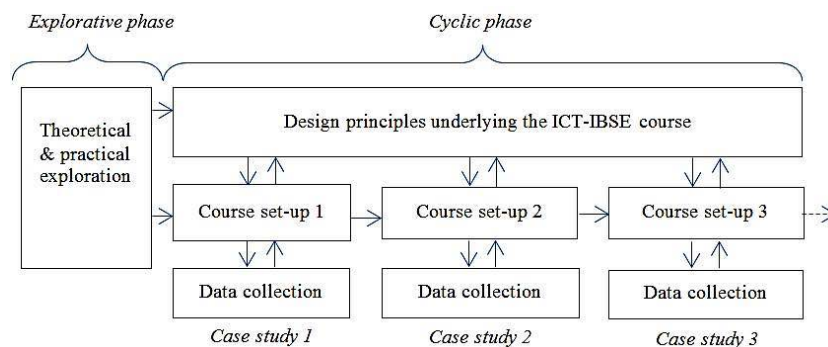 Explorative phase
Cyclic phase
Theoretical
& practical
exploration
Design principles underlying the ICT-IBSE course
Course set-up 1
Course set-up 2
Course set-up 3
Data collection
Data collection
Data collection
Case study 1
Case study 2
Case study 3